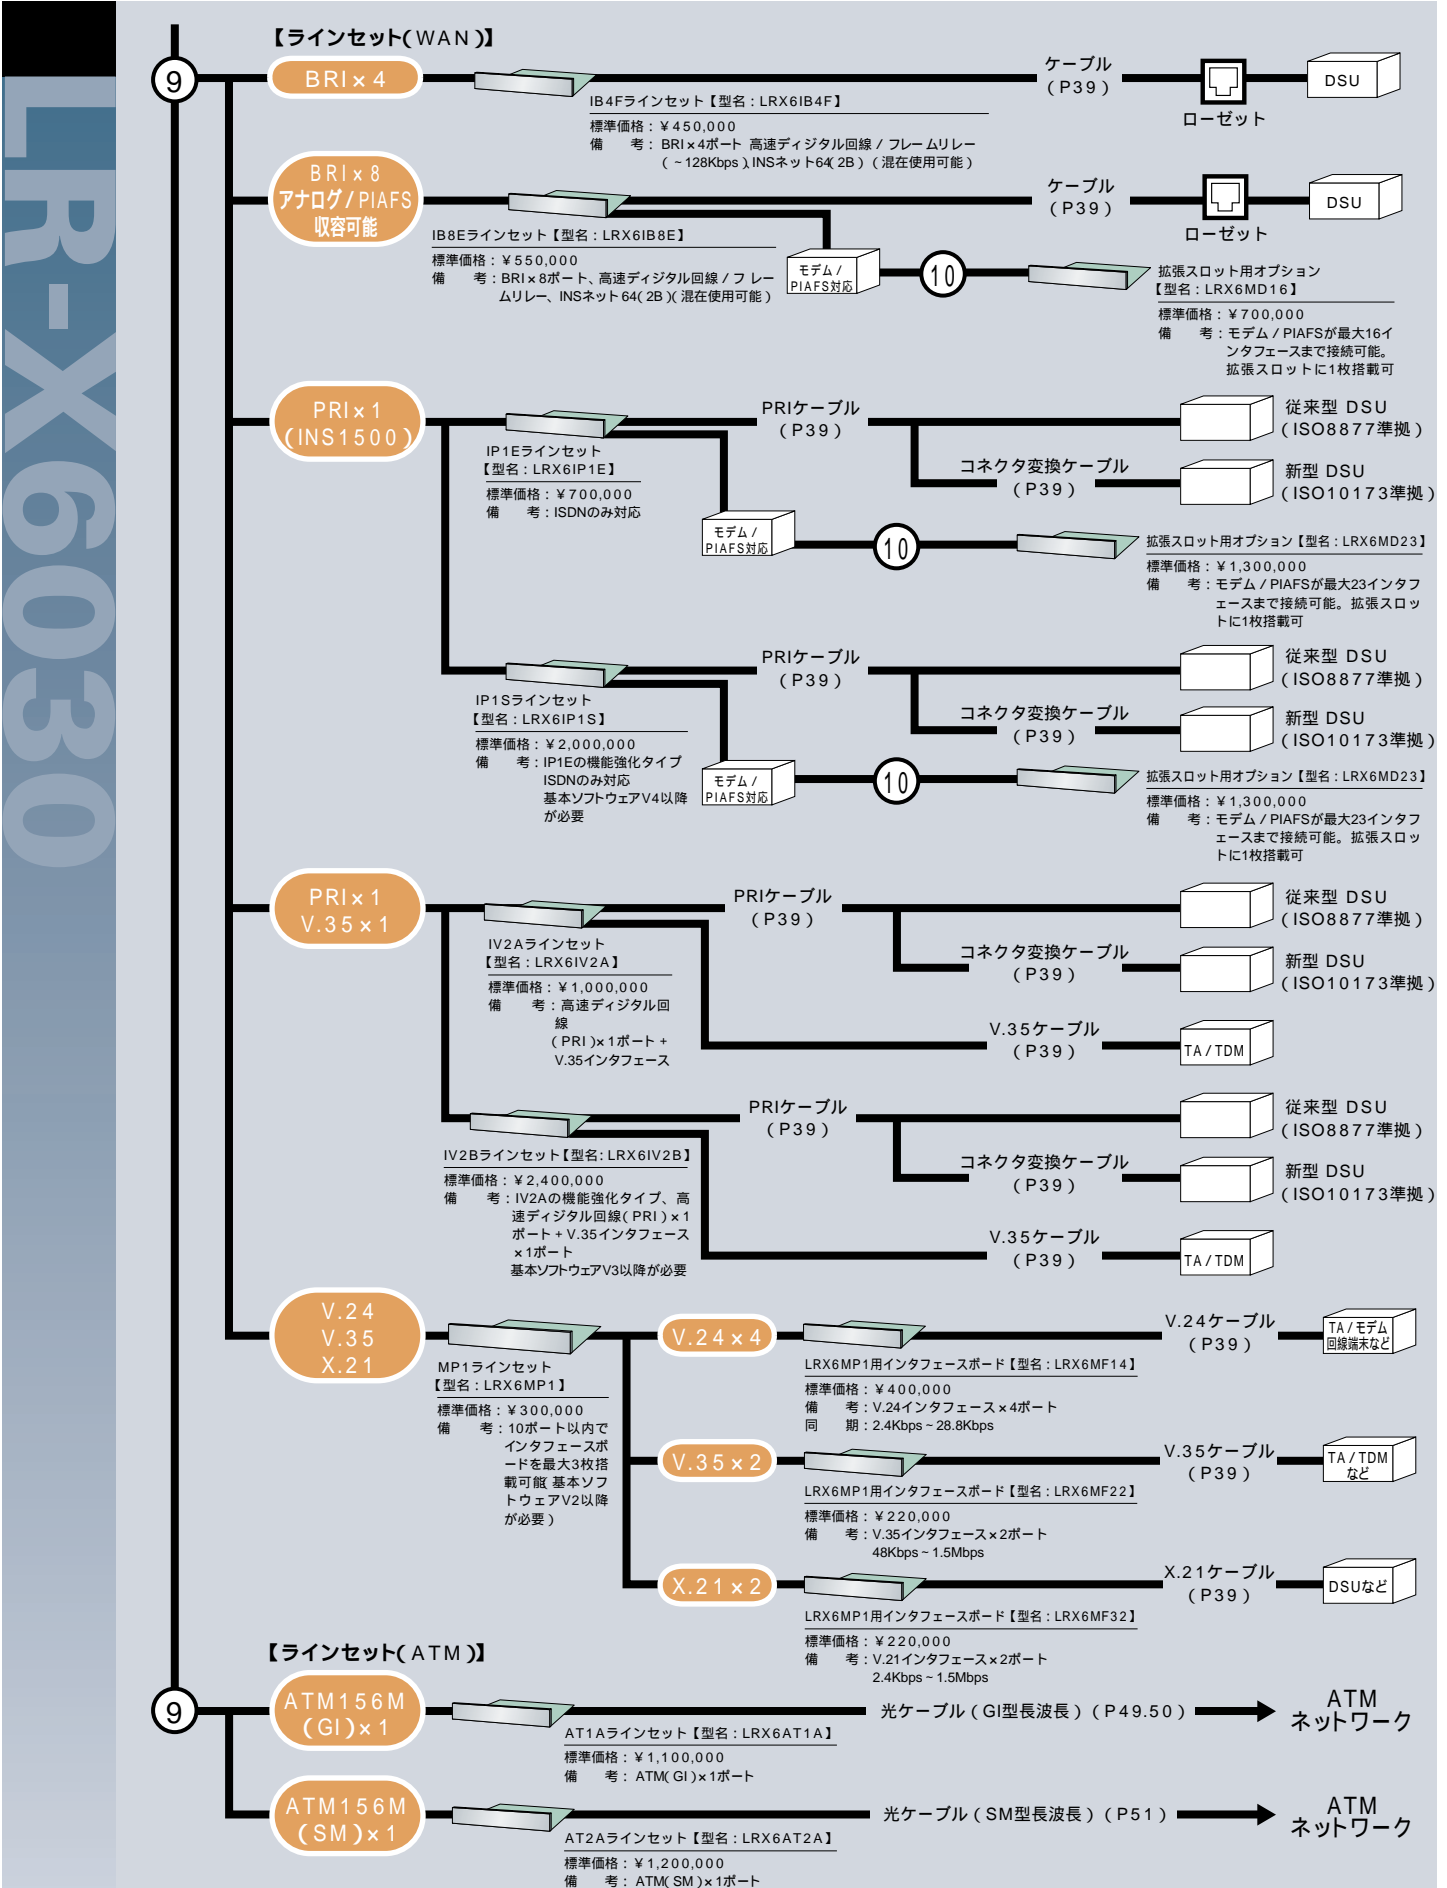 LR-X6030
【ラインセット(WAN)】
9
BRI×4
ケーブル
(P39)
ローゼット
DSU
IB4Fラインセット【型名:LRX6IB4F】
標準価格:¥450,000
備　考:BRI×4ポート 高速ディジタル回線/フレームリレー
(~128Kbps),INSネット64(2B)(混在使用可能)
BRI×8
アナログ/PIAFS
収容可能
ケーブル
(P39)
ローゼット
DSU
IB8Eラインセット【型名:LRX6IB8E】
標準価格:¥550,000
備　考:BRI×8ポート、高速ディジタル回線/フレー
ムリレー、INSネット64(2B)(混在使用可能)
モデム/
PIAFS対応
10
拡張スロット用オプション
【型名:LRX6MD16】
標準価格:¥700,000
備　考:モデム/PIAFSが最大16イ
ンタフェースまで接続可能。
拡張スロットに1枚搭載可
PRI×1
(INS1500)
PRIケーブル
(P39)
従来型 DSU
(ISO8877準拠)
IP1Eラインセット
【型名:LRX6IP1E】
標準価格:¥700,000
備　考:ISDNのみ対応
コネクタ変換ケーブル
(P39)
新型 DSU
(ISO10173準拠)
モデム/
PIAFS対応
10
拡張スロット用オプション【型名:LRX6MD23】
標準価格:¥1,300,000
備　考:モデム/PIAFSが最大23インタフ
ェースまで接続可能。拡張スロッ
トに1枚搭載可
PRIケーブル
(P39)
従来型 DSU
(ISO8877準拠)
IP1Sラインセット
【型名:LRX6IP1S】
標準価格:¥2,000,000
備　考:IP1Eの機能強化タイプ
ISDNのみ対応
基本ソフトウェアV4以降
が必要
コネクタ変換ケーブル
(P39)
新型 DSU
(ISO10173準拠)
モデム/
PIAFS対応
10
拡張スロット用オプション【型名:LRX6MD23】
標準価格:¥1,300,000
備　考:モデム/PIAFSが最大23インタフ
ェースまで接続可能。拡張スロッ
トに1枚搭載可
PRI×1
V.35×1
PRIケーブル
(P39)
従来型 DSU
(ISO8877準拠)
IV2Aラインセット
【型名:LRX6IV2A】
標準価格:¥1,000,000
備　考:高速ディジタル回
線
(PRI)×1ポート+
V.35インタフェース
コネクタ変換ケーブル
(P39)
新型 DSU
(ISO10173準拠)
V.35ケーブル
(P39)
TA/TDM
PRIケーブル
(P39)
従来型 DSU
(ISO8877準拠)
IV2Bラインセット【型名:LRX6IV2B】
標準価格:¥2,400,000
備　考:IV2Aの機能強化タイプ、高
速ディジタル回線(PRI)×1
ポート+V.35インタフェース
×1ポート
基本ソフトウェアV3以降が必要
コネクタ変換ケーブル
(P39)
新型 DSU
(ISO10173準拠)
V.35ケーブル
(P39)
TA/TDM
V.24
V.35
X.21
MP1ラインセット
【型名:LRX6MP1】
標準価格:¥300,000
備　考:10ポート以内で
インタフェースボ
ードを最大3枚搭
載可能(基本ソフ
トウェアV2以降
が必要)
V.24×4
V.24ケーブル
(P39)
TA/モデム
回線端末など
LRX6MP1用インタフェースボード【型名:LRX6MF14】
標準価格:¥400,000
備　考:V.24インタフェース×4ポート
同　期:2.4Kbps~28.8Kbps
V.35×2
V.35ケーブル
(P39)
TA/TDM
など
LRX6MP1用インタフェースボード【型名:LRX6MF22】
標準価格:¥220,000
備　考:V.35インタフェース×2ポート
48Kbps~1.5Mbps
X.21×2
X.21ケーブル
(P39)
DSUなど
LRX6MP1用インタフェースボード【型名:LRX6MF32】
標準価格:¥220,000
備　考:V.21インタフェース×2ポート
2.4Kbps~1.5Mbps
【ラインセット(ATM)】
9
ATM156M
(GI)×1
光ケーブル(GI型長波長)(P49.50)
ATM
ネットワーク
AT1Aラインセット【型名:LRX6AT1A】
標準価格:¥1,100,000
備　考:ATM(GI)×1ポート
ATM156M
(SM)×1
光ケーブル(SM型長波長)(P51)
ATM
ネットワーク
AT2Aラインセット【型名:LRX6AT2A】
標準価格:¥1,200,000
備　考:ATM(SM)×1ポート